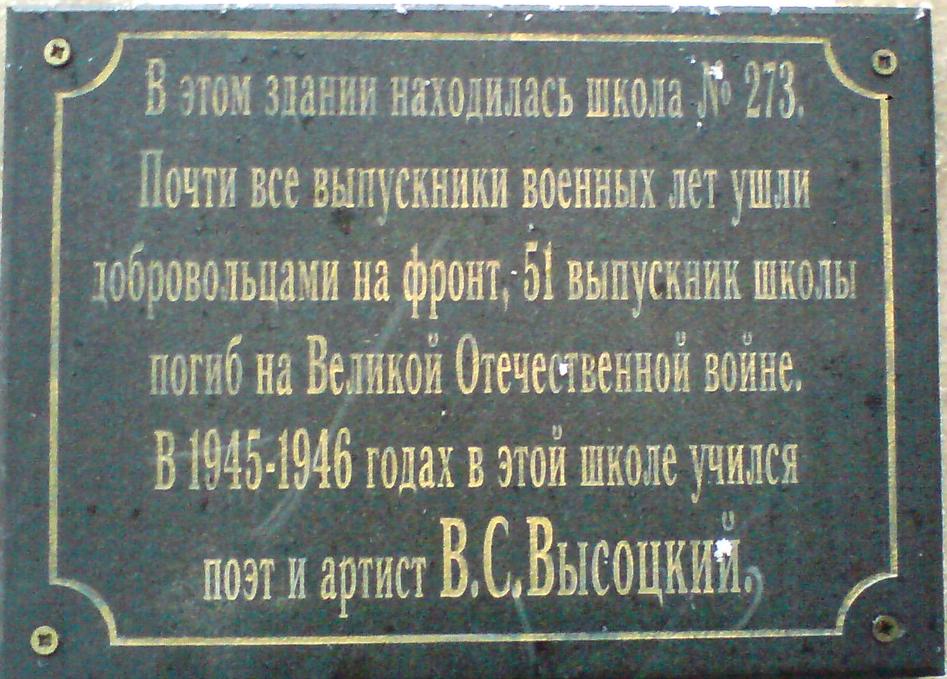 В этом здании находилась школа № 273.
Почти все выпускники военных лет ушли
добровольцами на фронт, 51 выпускник школы
погиб на Великой Отечественной войне.
В 1945-1946 годах в этой школе учился
поэт и артист В.С.Высоцкий.